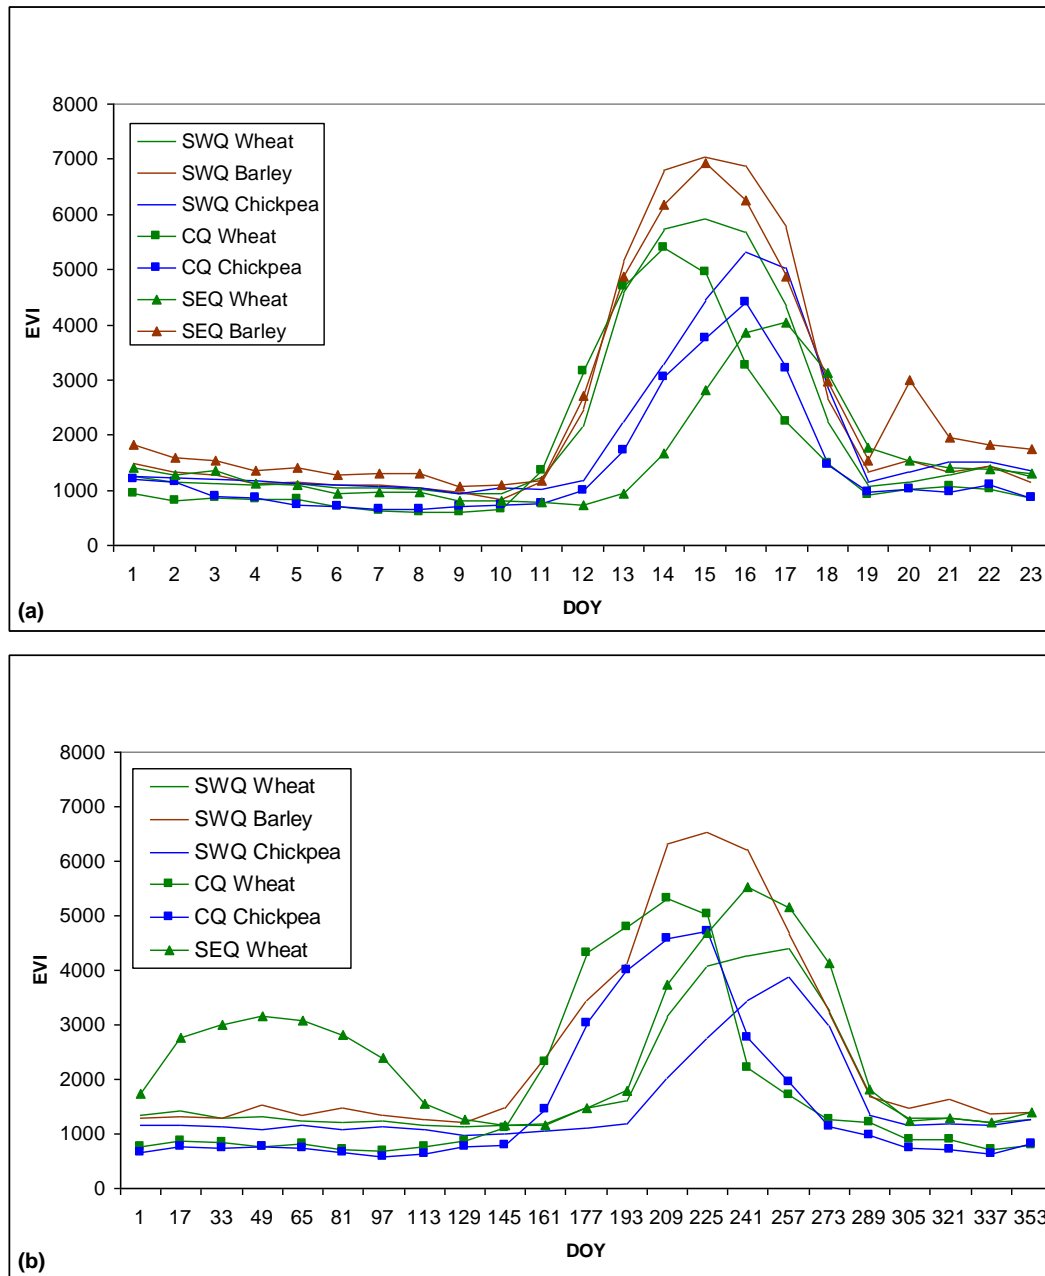 8000
7000
6000
5000
4000
3000
2000
1000
0
EVI
SWQ Wheat
SWQ Barley
SWQ Chickpea
CQ Wheat
CQ Chickpea
SEQ Wheat
SEQ Barley
1 2 3 4 5 6 7 8 9 10 11 12 13 14 15 16 17 18 19 20 21 22 23
DOY
(a)
8000
7000
6000
5000
4000
3000
2000
1000
0
EVI
SWQ Wheat
SWQ Barley
SWQ Chickpea
CQ Wheat
CQ Chickpea
SEQ Wheat
1 17 33 49 65 81 97 113 129 145 161 177 193 209 225 241 257 273 289 305 321 337 353
DOY
(b)